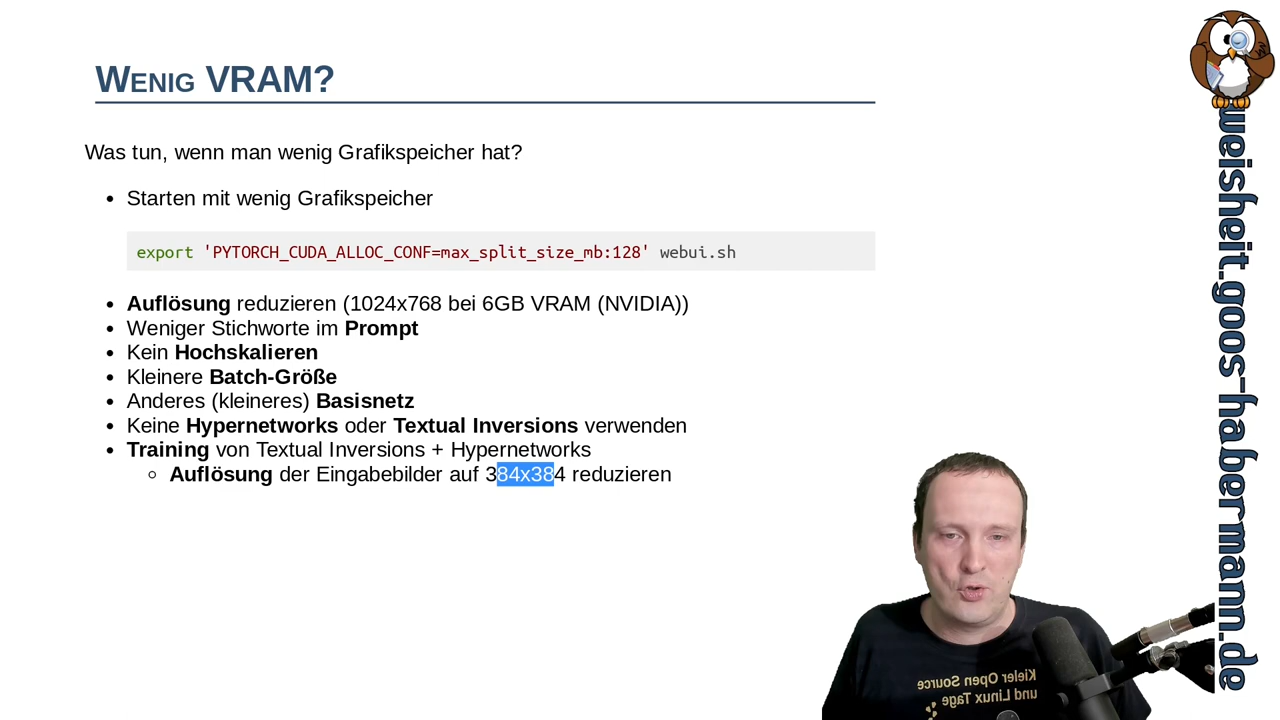 WENIG VRAM?
Was tun, wenn man wenig Grafikspeicher hat?
• Starten mit wenig Grafikspeicher
export 'PYTORCH_CUDA_ALLOC_CONF=max_split_size_mb:128' webui.sh
• Auflösung reduzieren (1024x768 bei 6GB VRAM (NVIDIA))
• Weniger Stichworte im Prompt
• Kein Hochskalieren
• Kleinere Batch-Größe
• Anderes (kleineres) Basisnetz
• Keine Hypernetworks oder Textual Inversions verwenden
• Training von Textual Inversions + Hypernetworks
◦ Auflösung der Eingabebilder auf 384x384 reduzieren
weisheit.goos-habermann.de
Kieler Open Source
und Linux Tage